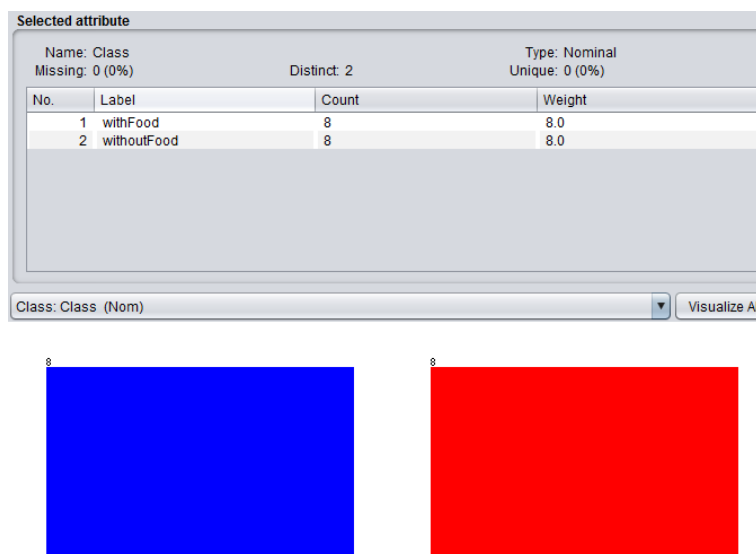 Selected attribute
Name: Class Type: Nominal
Missing: 0 (0%) Distinct: 2 Unique: 0 (0%)
No. Label Count Weight
1 withFood 8 8.0
2 withoutFood 8 8.0
Class: Class (Nom) Visualize A
8 8